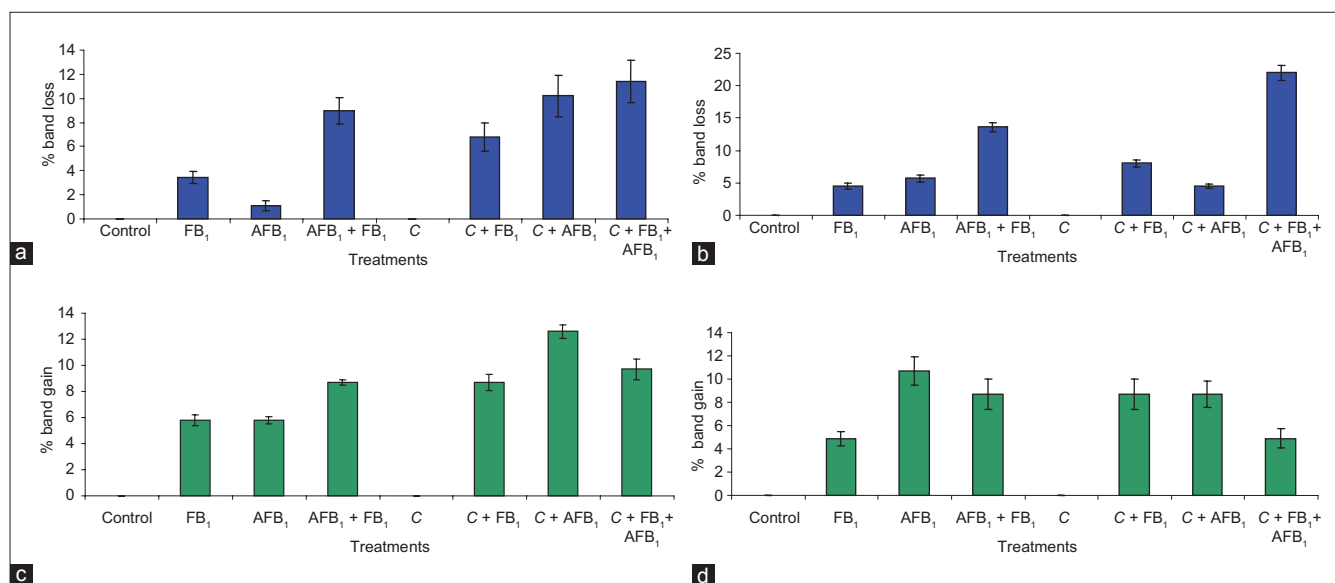 14
12
10
8
6
4
2
0
% band loss
Control FB₁ AFB₁ AFB₁ + FB₁ C C + FB₁ C + AFB₁ C + FB₁+
AFB₁
Treatments
a
25
20
15
10
5
0
% band loss
Control FB₁ AFB₁ AFB₁ + FB₁ C C + FB₁ C + AFB₁ C + FB₁+
AFB₁
Treatments
b
14
12
10
8
6
4
2
0
% band gain
Control FB₁ AFB₁ AFB₁ + FB₁ C C + FB₁ C + AFB₁ C + FB₁+
AFB₁
Treatments
c
14
12
10
8
6
4
2
0
% band gain
Control FB₁ AFB₁ AFB₁ + FB₁ C C + FB₁ C + AFB₁ C + FB₁+
AFB₁
Treatments
d